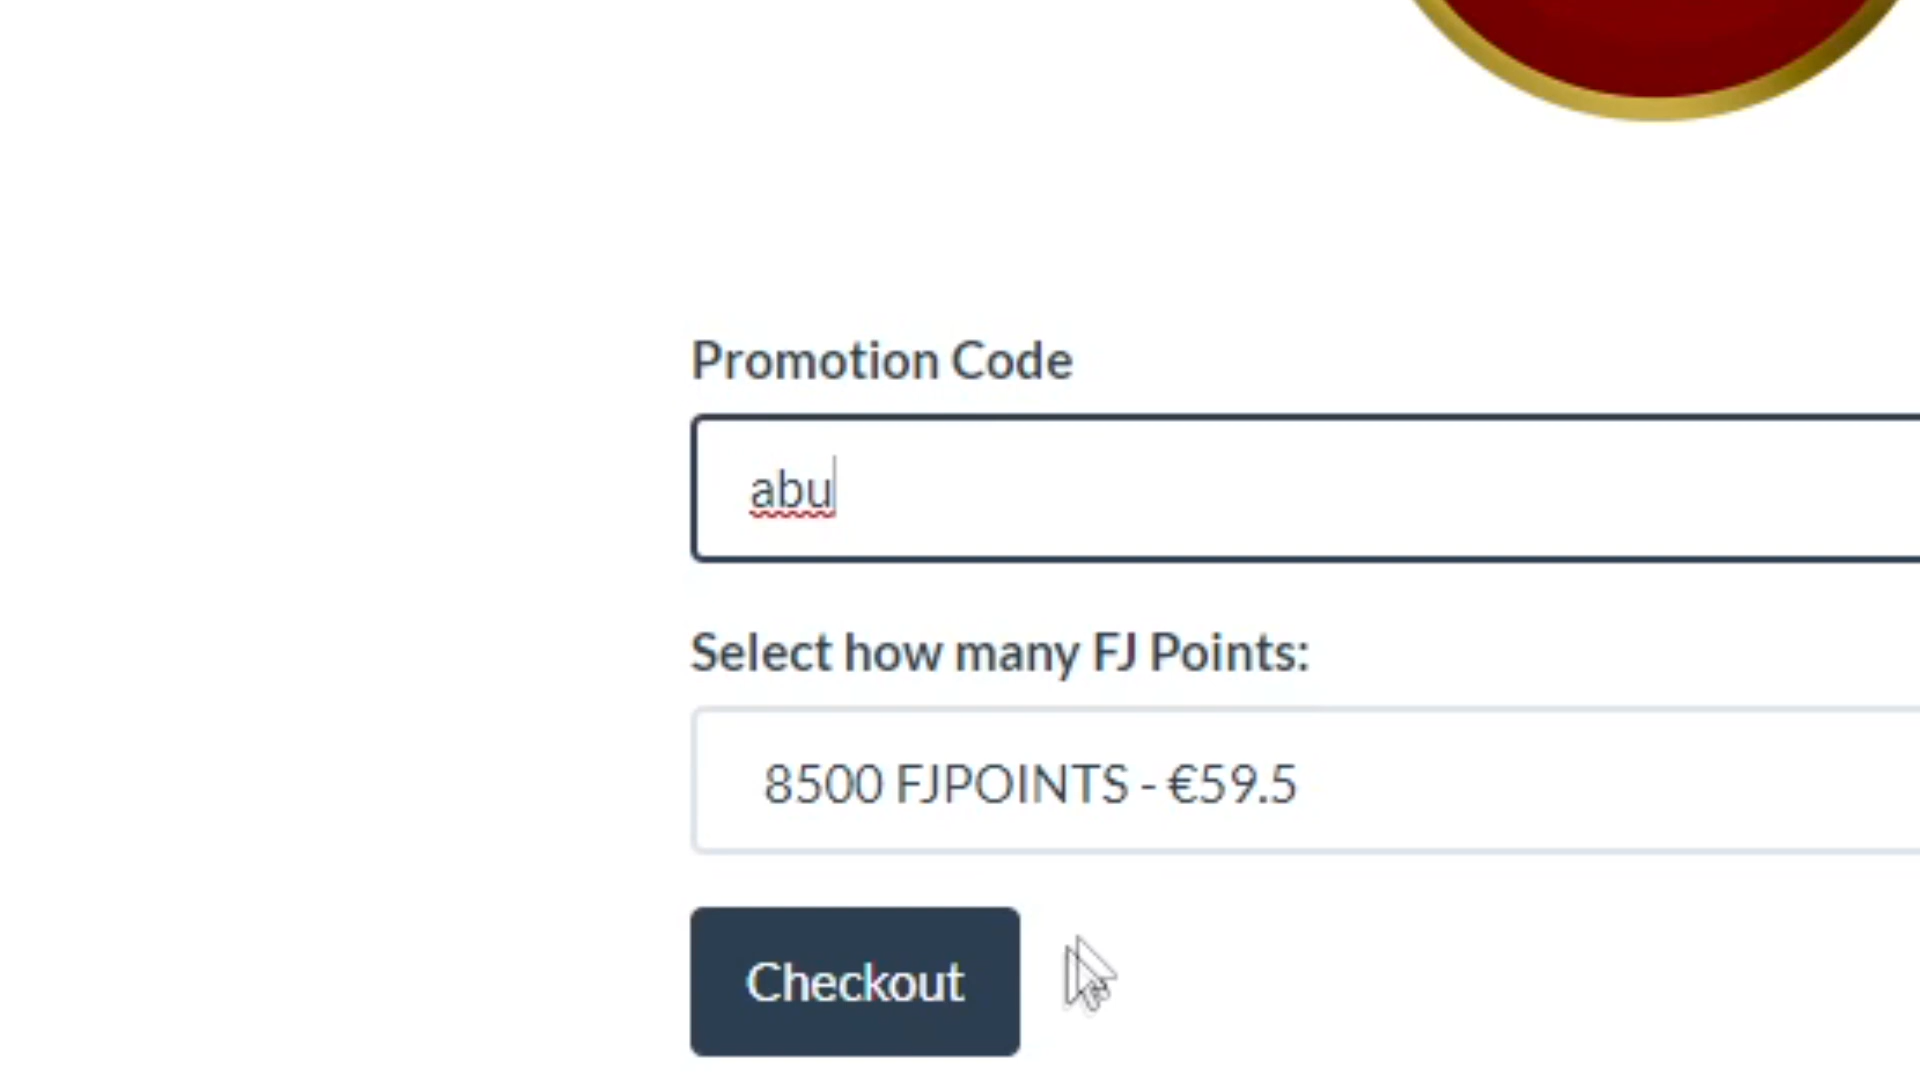 Promotion Code
abu
Select how many FJ Points:
8500 FJPOINTS - €59.5
Checkout